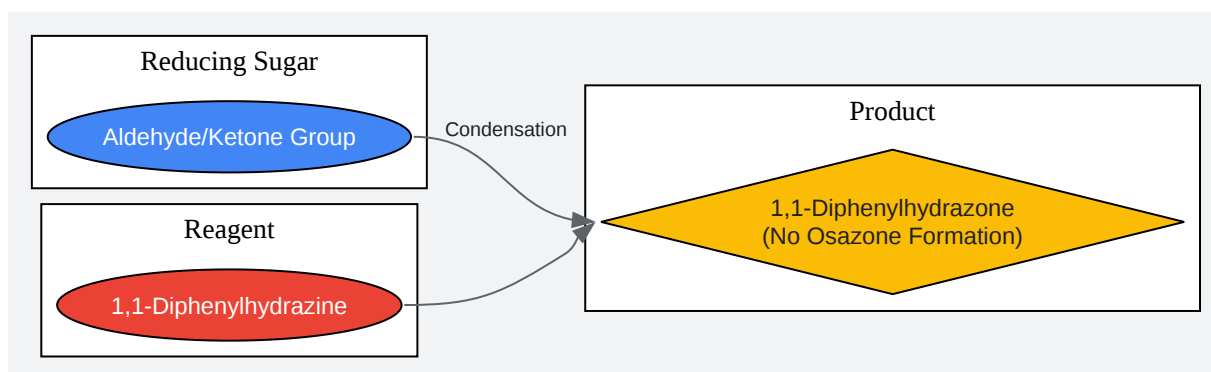 Reducing Sugar
Aldehyde/Ketone Group
Condensation
Reagent
1,1-Diphenylhydrazine
Product
1,1-Diphenylhydrazone
(No Osazone Formation)